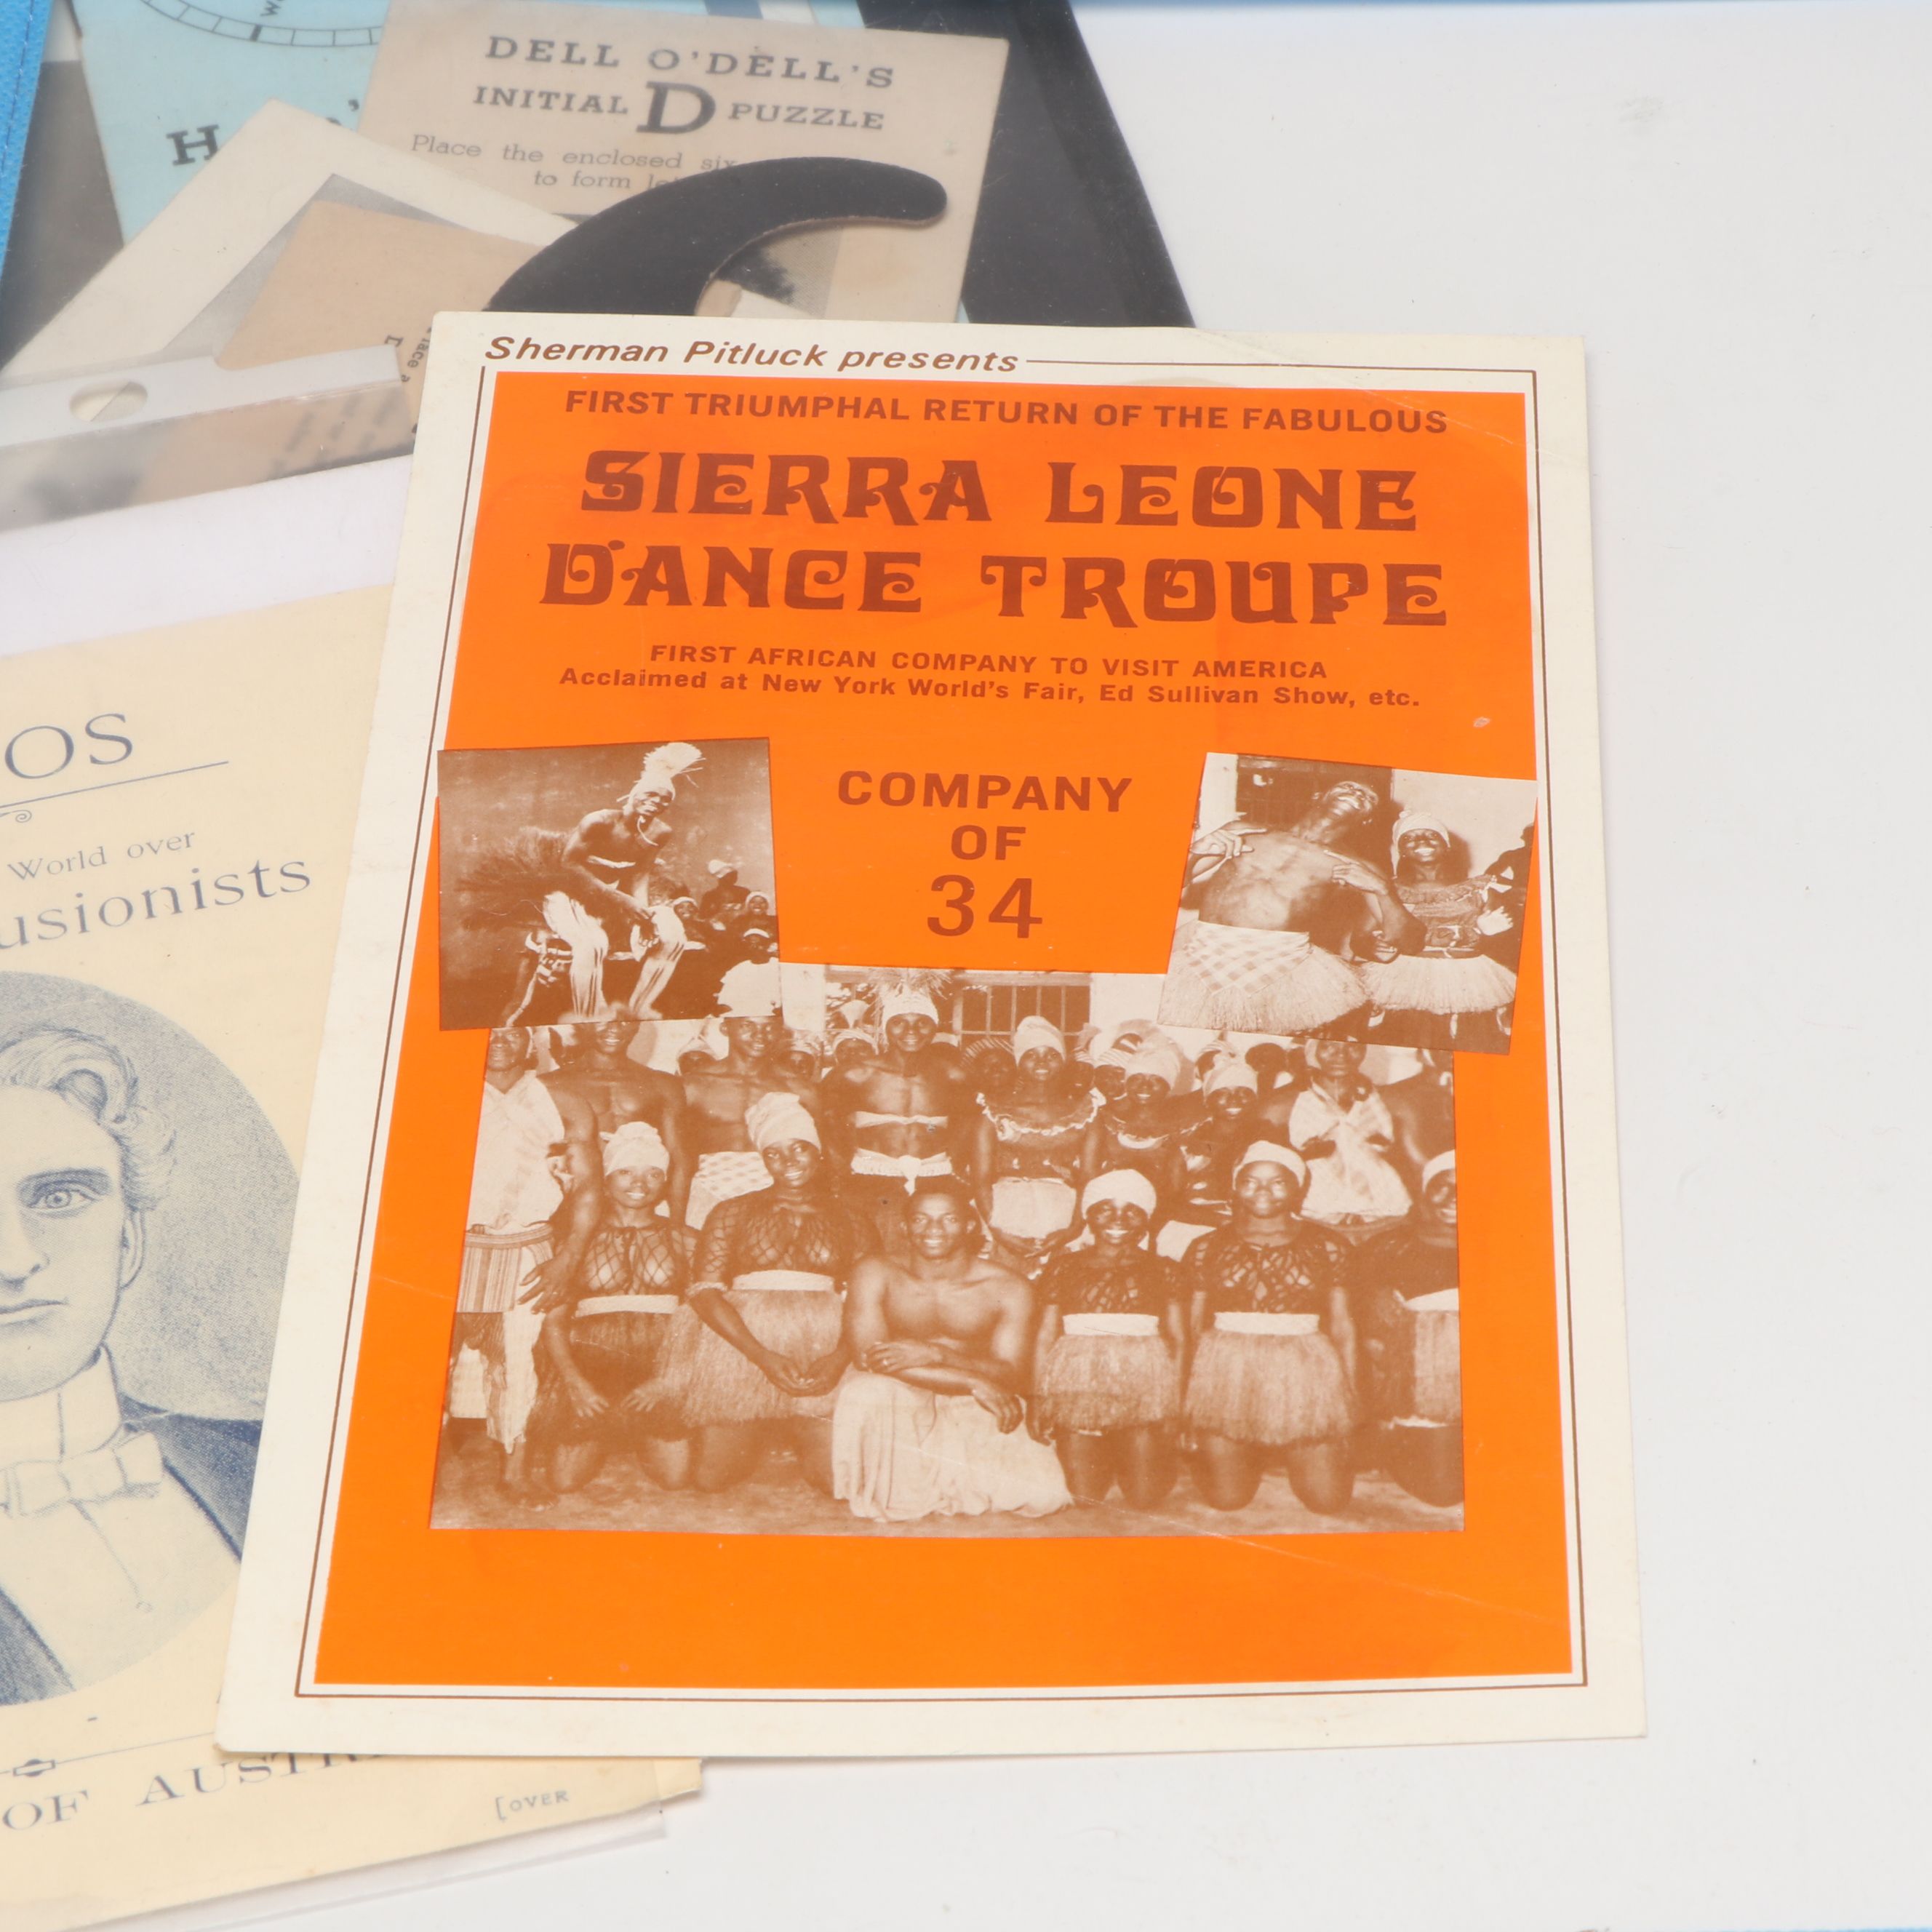 DELL O'DELL'S
INITIAL D PUZZLE
Place the enclosed six
to form
Sherman Pitluck presents
FIRST TRIUMPHAL RETURN OF THE FABULOUS
SIERRA LEONE
DANCE TROUPE
FIRST AFRICAN COMPANY TO VISIT AMERICA
Acclaimed at New York World's Fair, Ed Sullivan Show, etc.
COMPANY
OF
34
OS
World over
usionists
OF AUSTR
[OVER